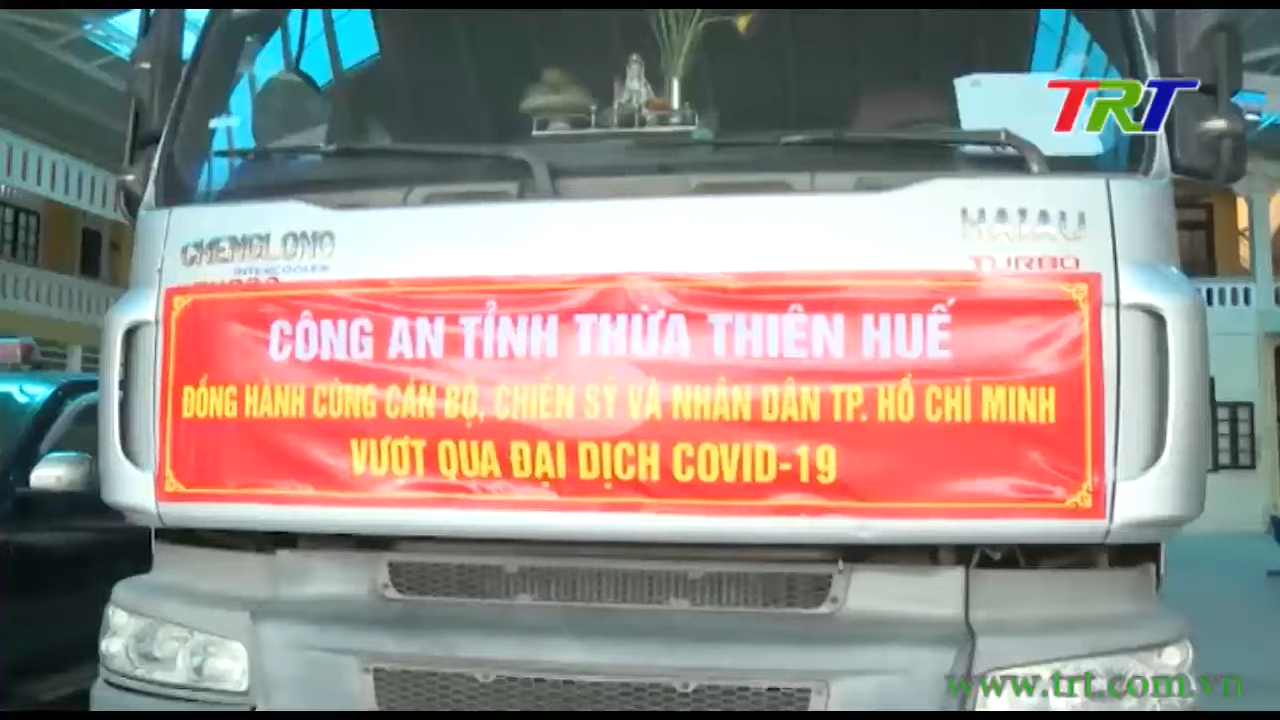 TRT
CHENGLONG
INTERCOOLER
HAIAU
TURBO
CÔNG AN TỈNH THỪA THIÊN HUẾ
ĐỒNG HÀNH CÙNG CÁN BỘ, CHIẾN SỸ VÀ NHÂN DÂN TP. HỒ CHÍ MINH
VƯỢT QUA ĐẠI DỊCH COVID-19
www.trt.com.vn